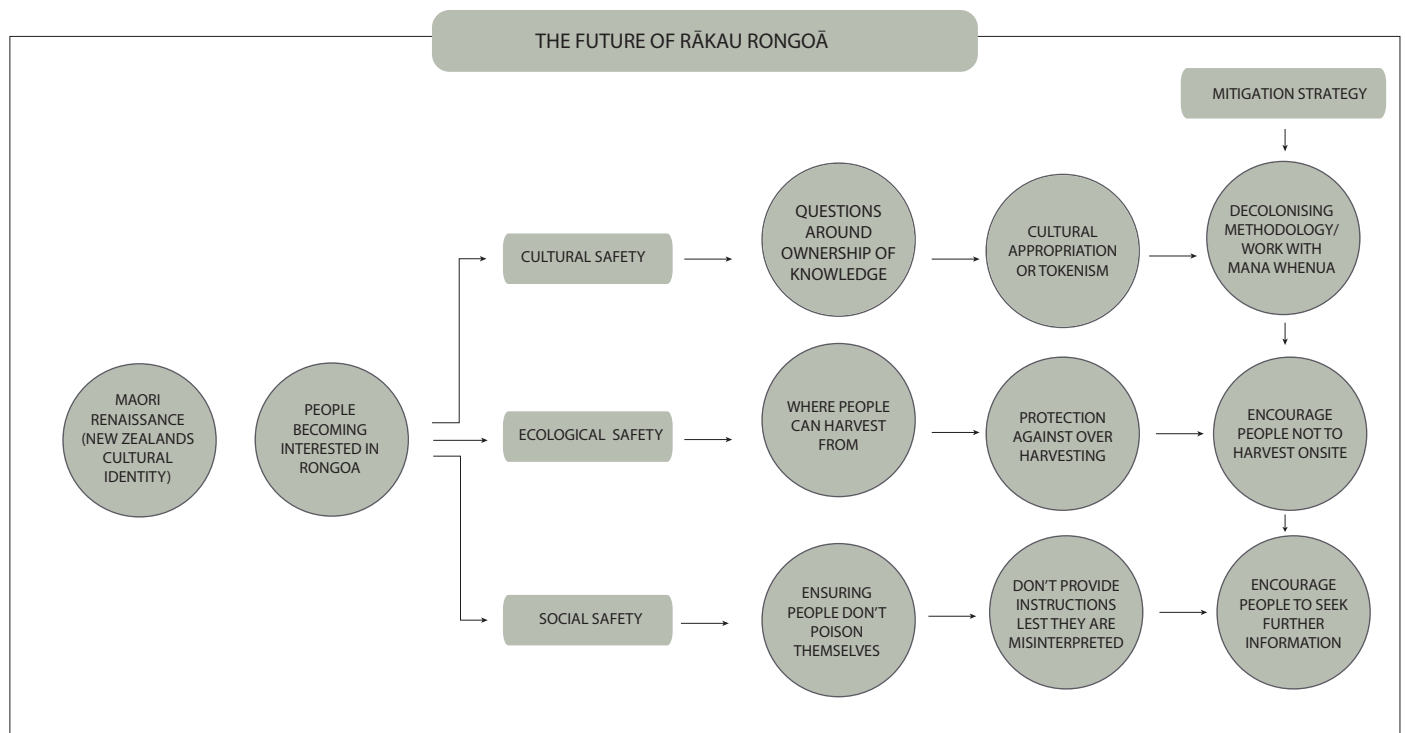 THE FUTURE OF RĀKAU RONGOĀ
MITIGATION STRATEGY
MAORI
RENAISSANCE
(NEW ZEALANDS
CULTURAL
IDENTITY)
PEOPLE
BECOMING
INTERESTED IN
RONGOA
CULTURAL SAFETY
QUESTIONS
AROUND
OWNERSHIP OF
KNOWLEDGE
CULTURAL
APPROPRIATION
OR TOKENISM
DECOLONISING
METHODOLOGY/
WORK WITH
MANA WHENUA
ECOLOGICAL SAFETY
WHERE PEOPLE
CAN HARVEST
FROM
PROTECTION
AGAINST OVER
HARVESTING
ENCOURAGE
PEOPLE NOT TO
HARVEST ONSITE
SOCIAL SAFETY
ENSURING
PEOPLE DON'T
POISON
THEMSELVES
DON'T PROVIDE
INSTRUCTIONS
LEST THEY ARE
MISINTERPRETED
ENCOURAGE
PEOPLE TO SEEK
FURTHER
INFORMATION